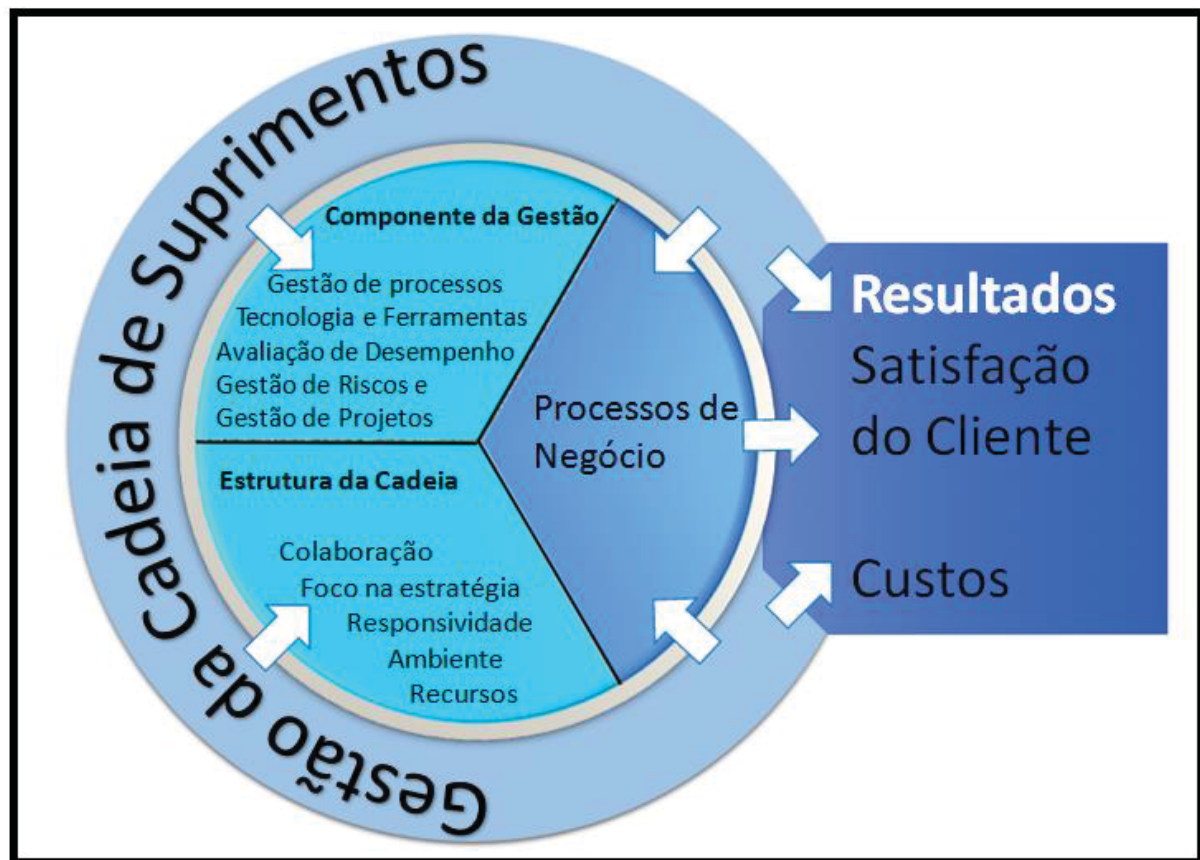 Gestão da Cadeia de Suprimentos
Componente da Gestão
Gestão de processos
Tecnologia e Ferramentas
Avaliação de Desempenho
Gestão de Riscos e
Gestão de Projetos
Estrutura da Cadeia
Colaboração
Foco na estratégia
Responsividade
Ambiente
Recursos
Processos de
Negócio
Resultados
Satisfação
do Cliente
Custos